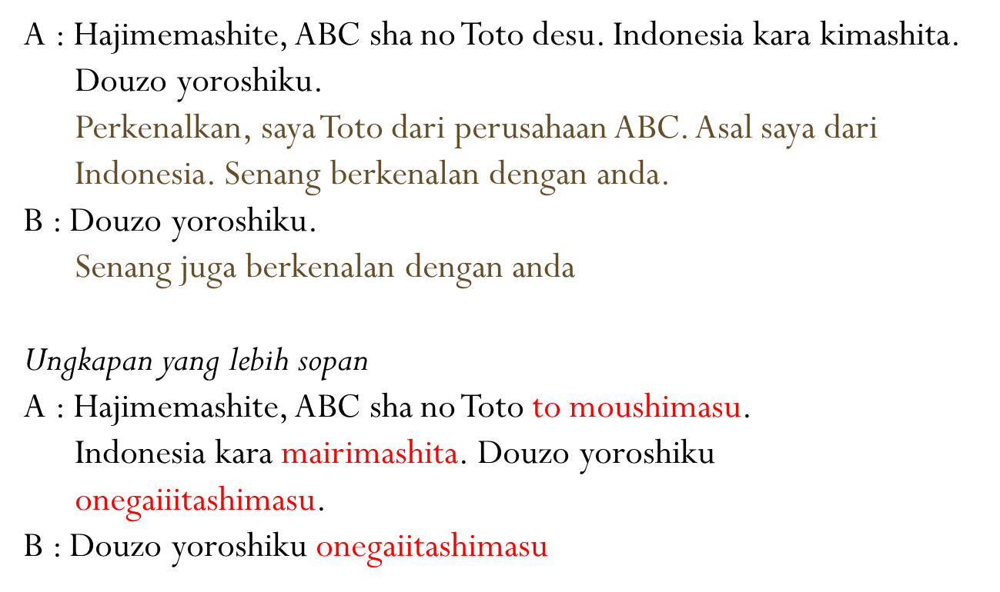 A : Hajimemashite, ABC sha no Toto desu. Indonesia kara kimashita.
Douzo yoroshiku.
Perkenalkan, saya Toto dari perusahaan ABC. Asal saya dari
Indonesia. Senang berkenalan dengan anda.
B : Douzo yoroshiku.
Senang juga berkenalan dengan anda
Ungkapan yang lebih sopan
A : Hajimemashite, ABC sha no Toto to moushimasu.
Indonesia kara mairimashita. Douzo yoroshiku
onegaiiitashimasu.
B : Douzo yoroshiku onegaiitashimasu